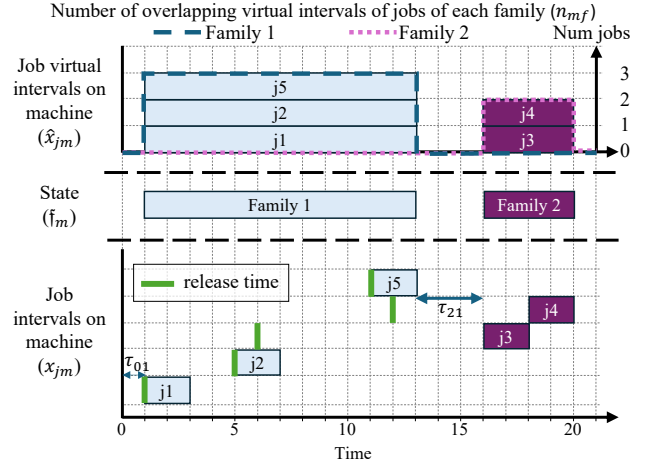 Number of overlapping virtual intervals of jobs of each family (n_mf)
Family 1
Family 2
Num jobs
Job virtual
intervals on
machine
(x̂_jm)
j5
j2
j1
j4
j3
3
2
1
0
State
(f_m)
Family 1
Family 2
Job
intervals on
machine
(x_jm)
release time
j5
τ_21
j4
j3
j2
τ_01
j1
0 5 10 15 20
Time